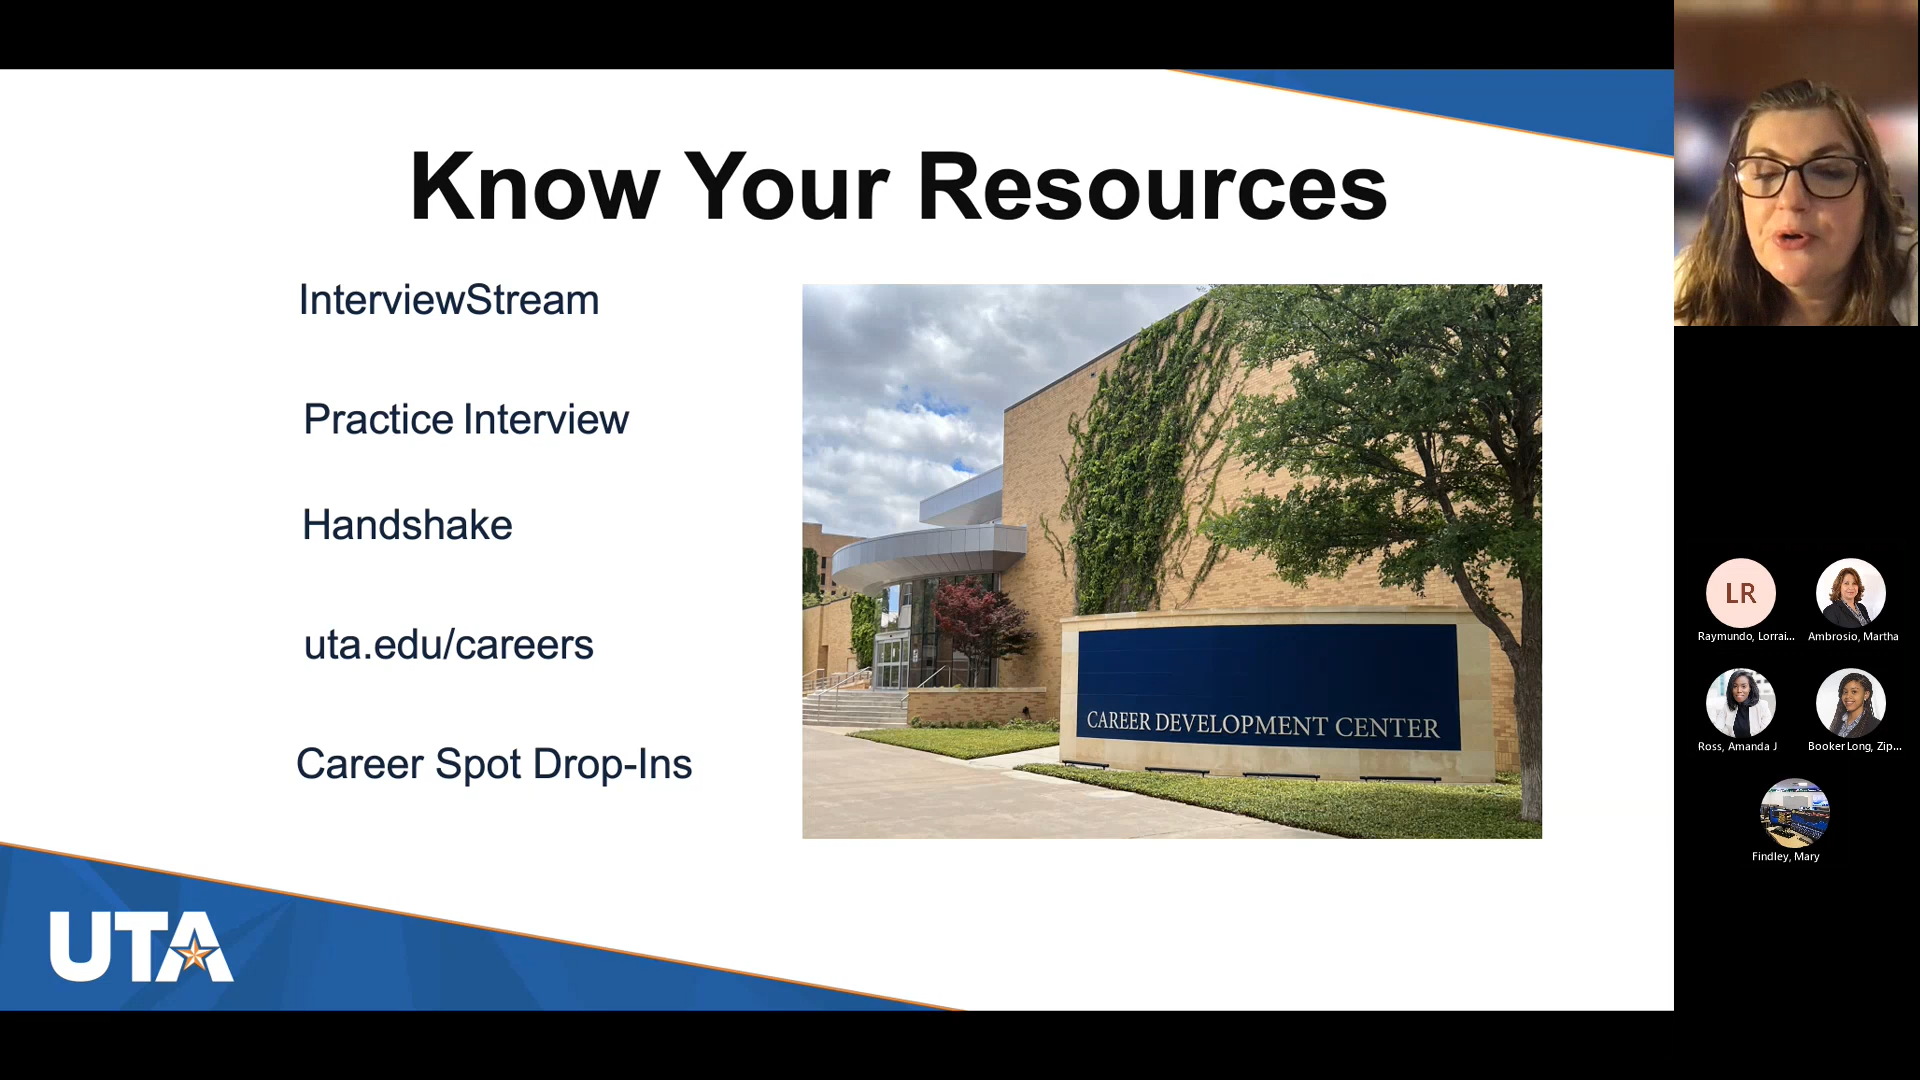 Know Your Resources
InterviewStream
Practice Interview
Handshake
uta.edu/careers
Career Spot Drop-Ins
CAREER DEVELOPMENT CENTER
UTA
LR
Raymundo, Lorrai...
Ambrosio, Martha
Ross, Amanda J
Booker Long, Zip...
Findley, Mary